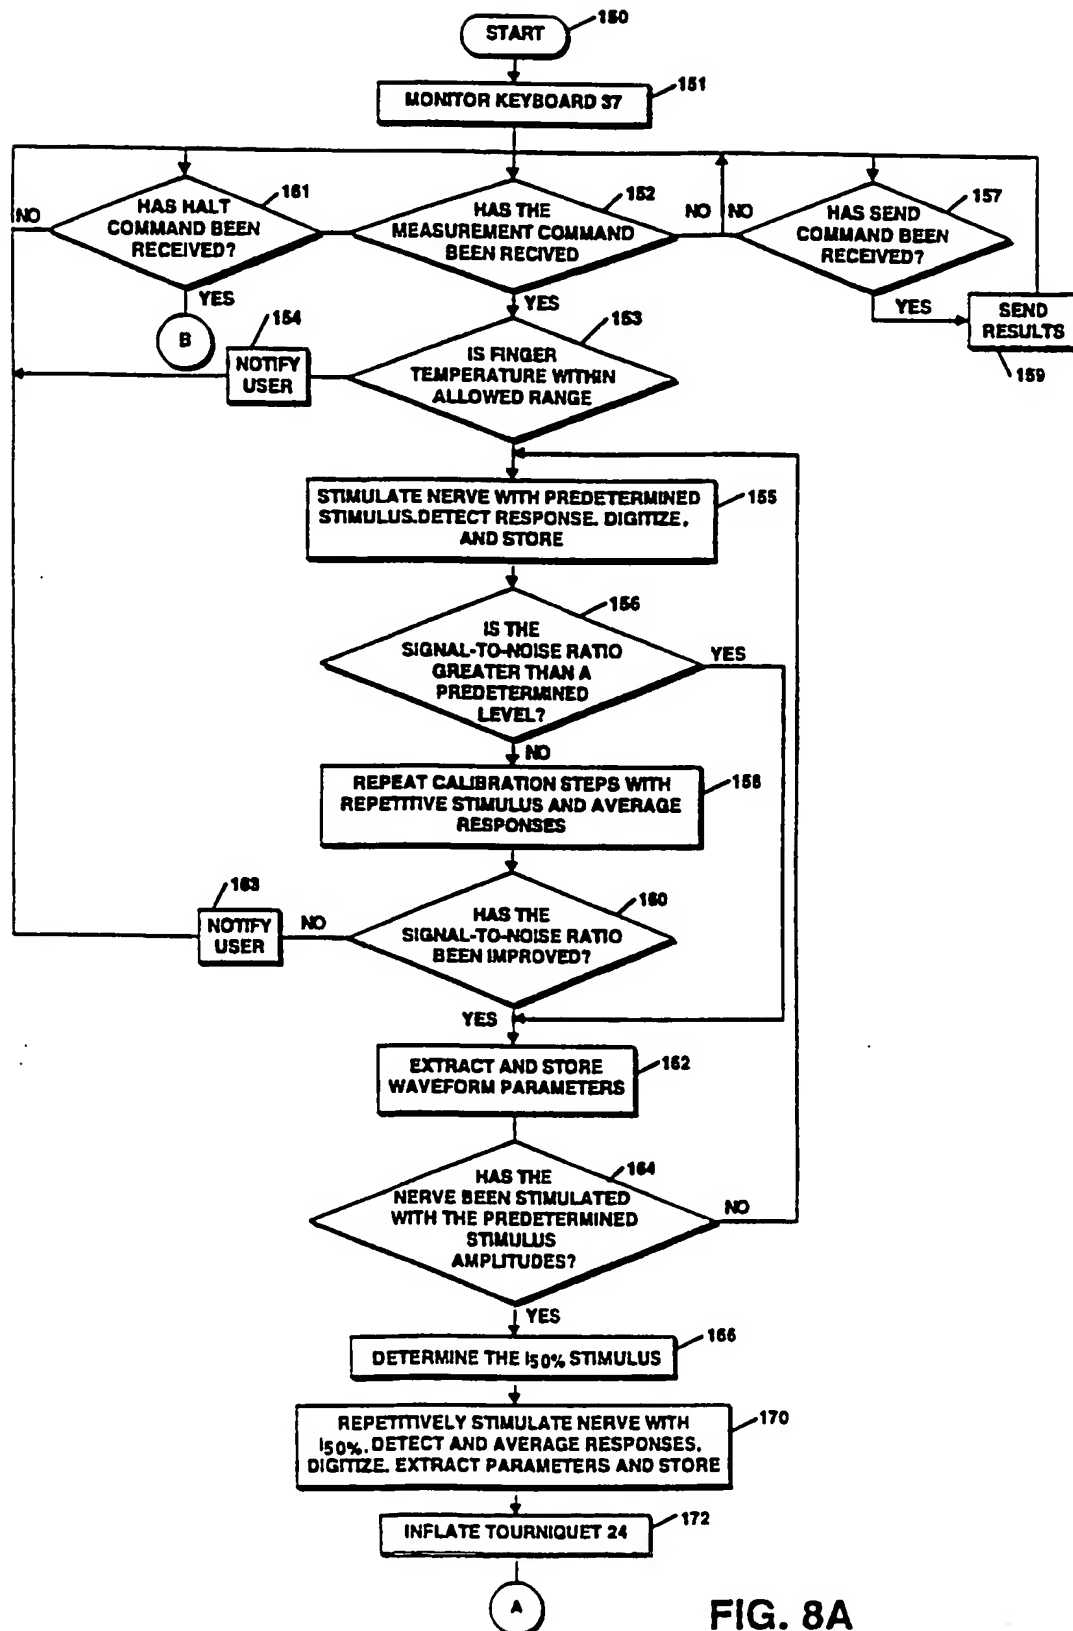 START
150
MONITOR KEYBOARD 37
151
161
HAS HALT
COMMAND BEEN
RECEIVED?
NO
YES
B
152
HAS THE
MEASUREMENT COMMAND
BEEN RECIVED
NO
YES
NO
157
HAS SEND
COMMAND BEEN
RECEIVED?
YES
SEND
RESULTS
159
154
NOTIFY
USER
153
IS FINGER
TEMPERATURE WITHIN
ALLOWED RANGE
STIMULATE NERVE WITH PREDETERMINED
STIMULUS.DETECT RESPONSE. DIGITIZE.
AND STORE
155
156
IS THE
SIGNAL-TO-NOISE RATIO
GREATER THAN A
PREDETERMINED
LEVEL?
YES
NO
REPEAT CALIBRATION STEPS WITH
REPETITIVE STIMULUS AND AVERAGE
RESPONSES
158
163
NOTIFY
USER
NO
160
HAS THE
SIGNAL-TO-NOISE RATIO
BEEN IMPROVED?
YES
EXTRACT AND STORE
WAVEFORM PARAMETERS
162
164
HAS THE
NERVE BEEN STIMULATED
WITH THE PREDETERMINED
STIMULUS
AMPLITUDES?
NO
YES
DETERMINE THE I50% STIMULUS
166
REPETITIVELY STIMULATE NERVE WITH
I50%. DETECT AND AVERAGE RESPONSES.
DIGITIZE. EXTRACT PARAMETERS AND STORE
170
INFLATE TOURNIQUET 24
172
A
FIG. 8A